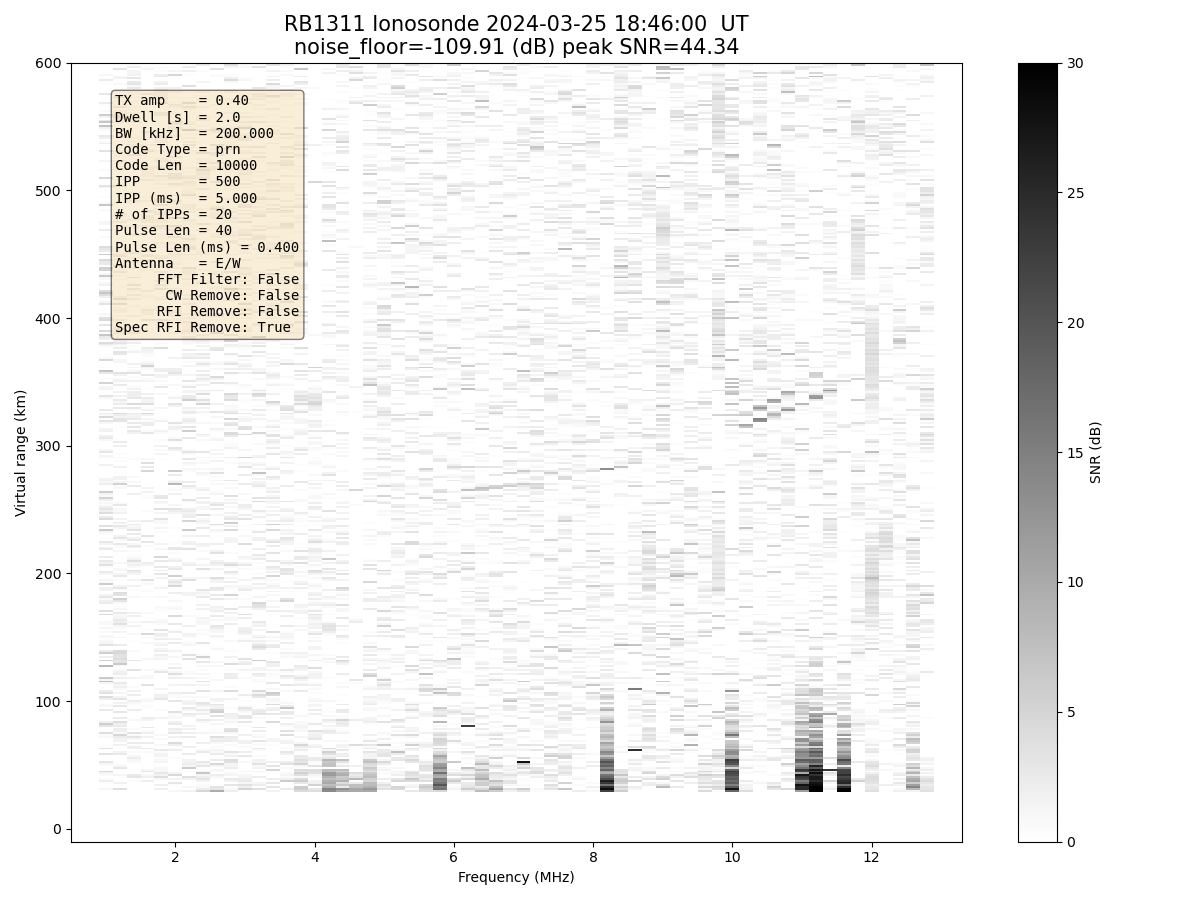 RB1311 Ionosonde 2024-03-25 18:46:00  UT
noise_floor=-109.91 (dB) peak SNR=44.34
TX amp    = 0.40
Dwell [s] = 2.0
BW [kHz]  = 200.000
Code Type = prn
Code Len  = 10000
IPP       = 500
IPP (ms)  = 5.000
# of IPPs = 20
Pulse Len = 40
Pulse Len (ms) = 0.400
Antenna   = E/W
FFT Filter: False
CW Remove: False
RFI Remove: False
Spec RFI Remove: True
600
500
400
300
200
100
0
Virtual range (km)
2
4
6
8
10
12
Frequency (MHz)
30
25
20
15
10
5
0
SNR (dB)